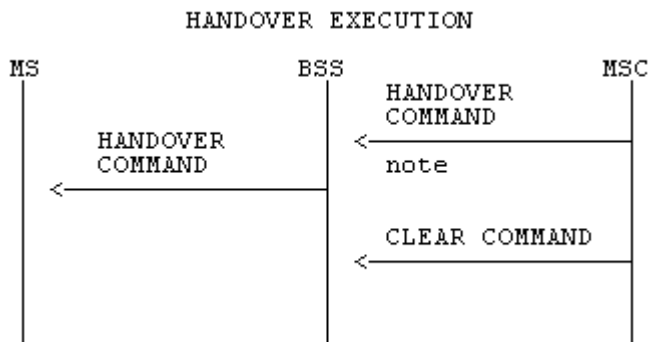 HANDOVER EXECUTION
MS BSS MSC
HANDOVER
COMMAND
HANDOVER
COMMAND
note
CLEAR COMMAND